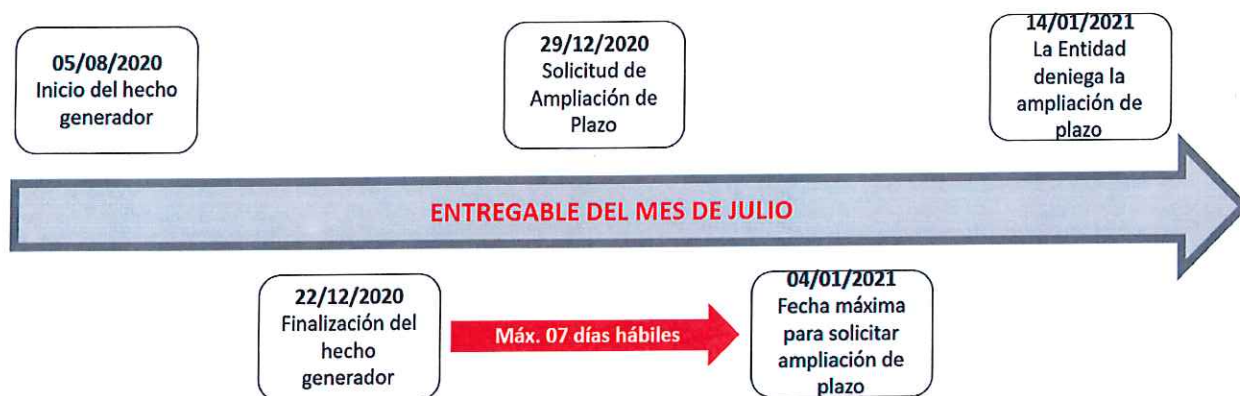 05/08/2020
Inicio del hecho
generador
29/12/2020
Solicitud de
Ampliación de
Plazo
14/01/2021
La Entidad
deniega la
ampliación de
plazo
ENTREGABLE DEL MES DE JULIO
22/12/2020
Finalización del
hecho
generador
Máx. 07 días hábiles
04/01/2021
Fecha máxima
para solicitar
ampliación de
plazo